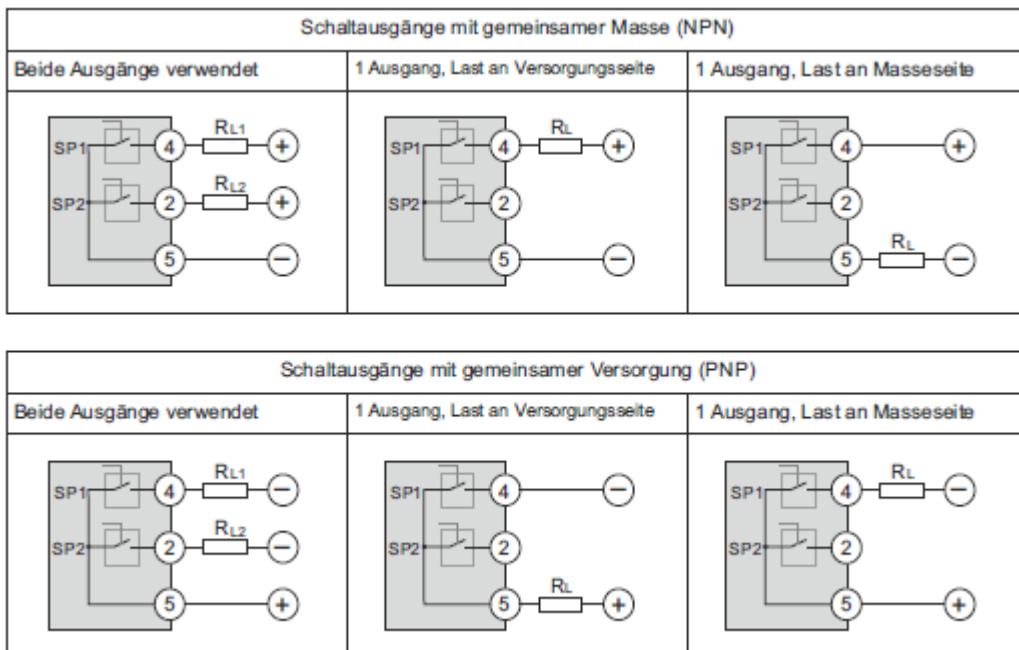 Schaltausgänge mit gemeinsamer Masse (NPN)
Beide Ausgänge verwendet
1 Ausgang, Last an Versorgungsseite
1 Ausgang, Last an Masseseite
SP1 4 RL1 +
SP2 2 RL2 +
5 −
SP1 4 RL +
SP2 2
5 −
SP1 4 +
SP2 2
5 RL −
Schaltausgänge mit gemeinsamer Versorgung (PNP)
Beide Ausgänge verwendet
1 Ausgang, Last an Versorgungsseite
1 Ausgang, Last an Masseseite
SP1 4 RL1 −
SP2 2 RL2 −
5 +
SP1 4 −
SP2 2
5 RL +
SP1 4 RL −
SP2 2
5 +